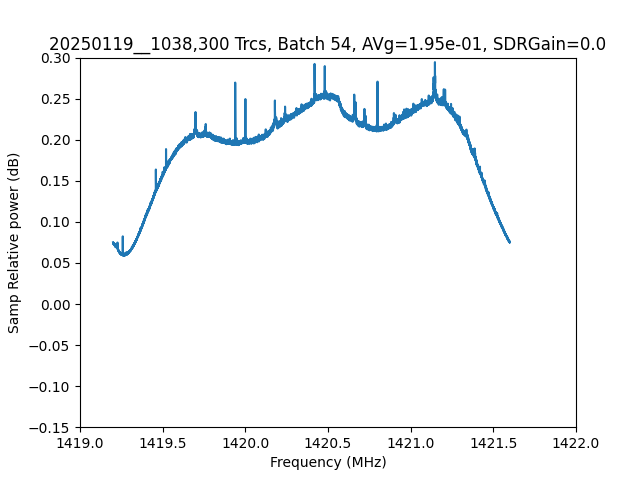 20250119__1038,300 Trcs, Batch 54, AVg=1.95e-01, SDRGain=0.0
0.30
0.25
0.20
0.15
0.10
0.05
0.00
−0.05
−0.10
−0.15
Samp Relative power (dB)
1419.0 1419.5 1420.0 1420.5 1421.0 1421.5 1422.0
Frequency (MHz)